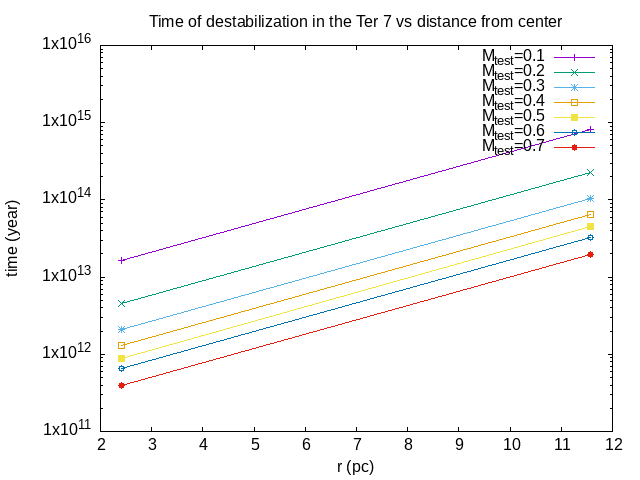 Time of destabilization in the Ter 7 vs distance from center
1x10^16
1x10^15
1x10^14
1x10^13
1x10^12
1x10^11
time (year)
M_test=0.1
M_test=0.2
M_test=0.3
M_test=0.4
M_test=0.5
M_test=0.6
M_test=0.7
2 3 4 5 6 7 8 9 10 11 12
r (pc)